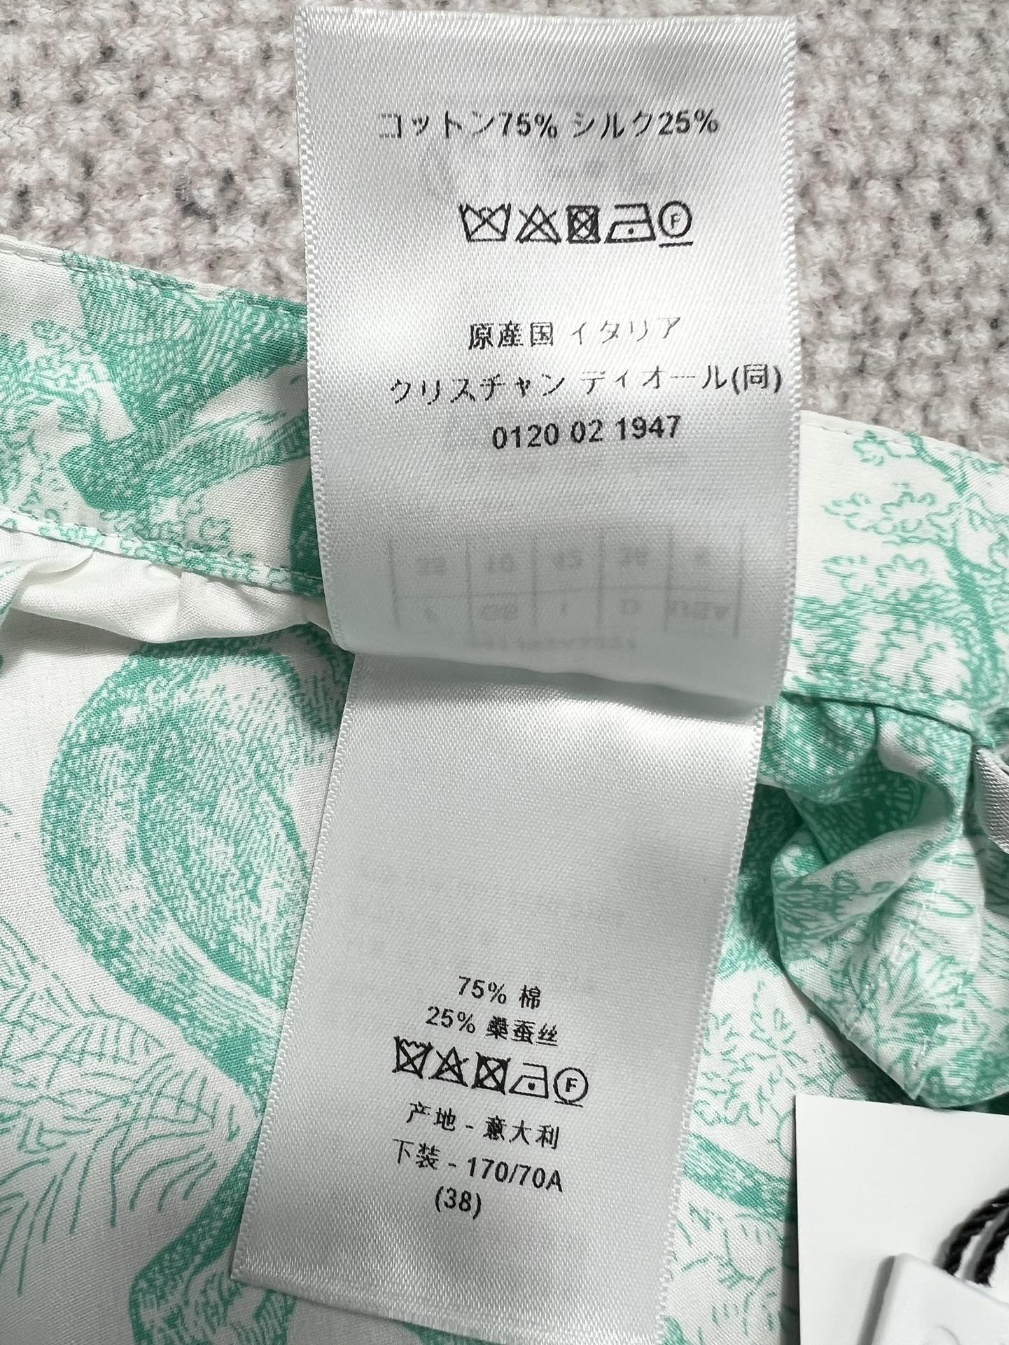 コットン75% シルク25%
F
原産国 イタリア
クリスチャン ディオール(同)
0120 02 1947
75% 棉
25% 桑蚕丝
F
产地 - 意大利
下装 - 170/70A
(38)